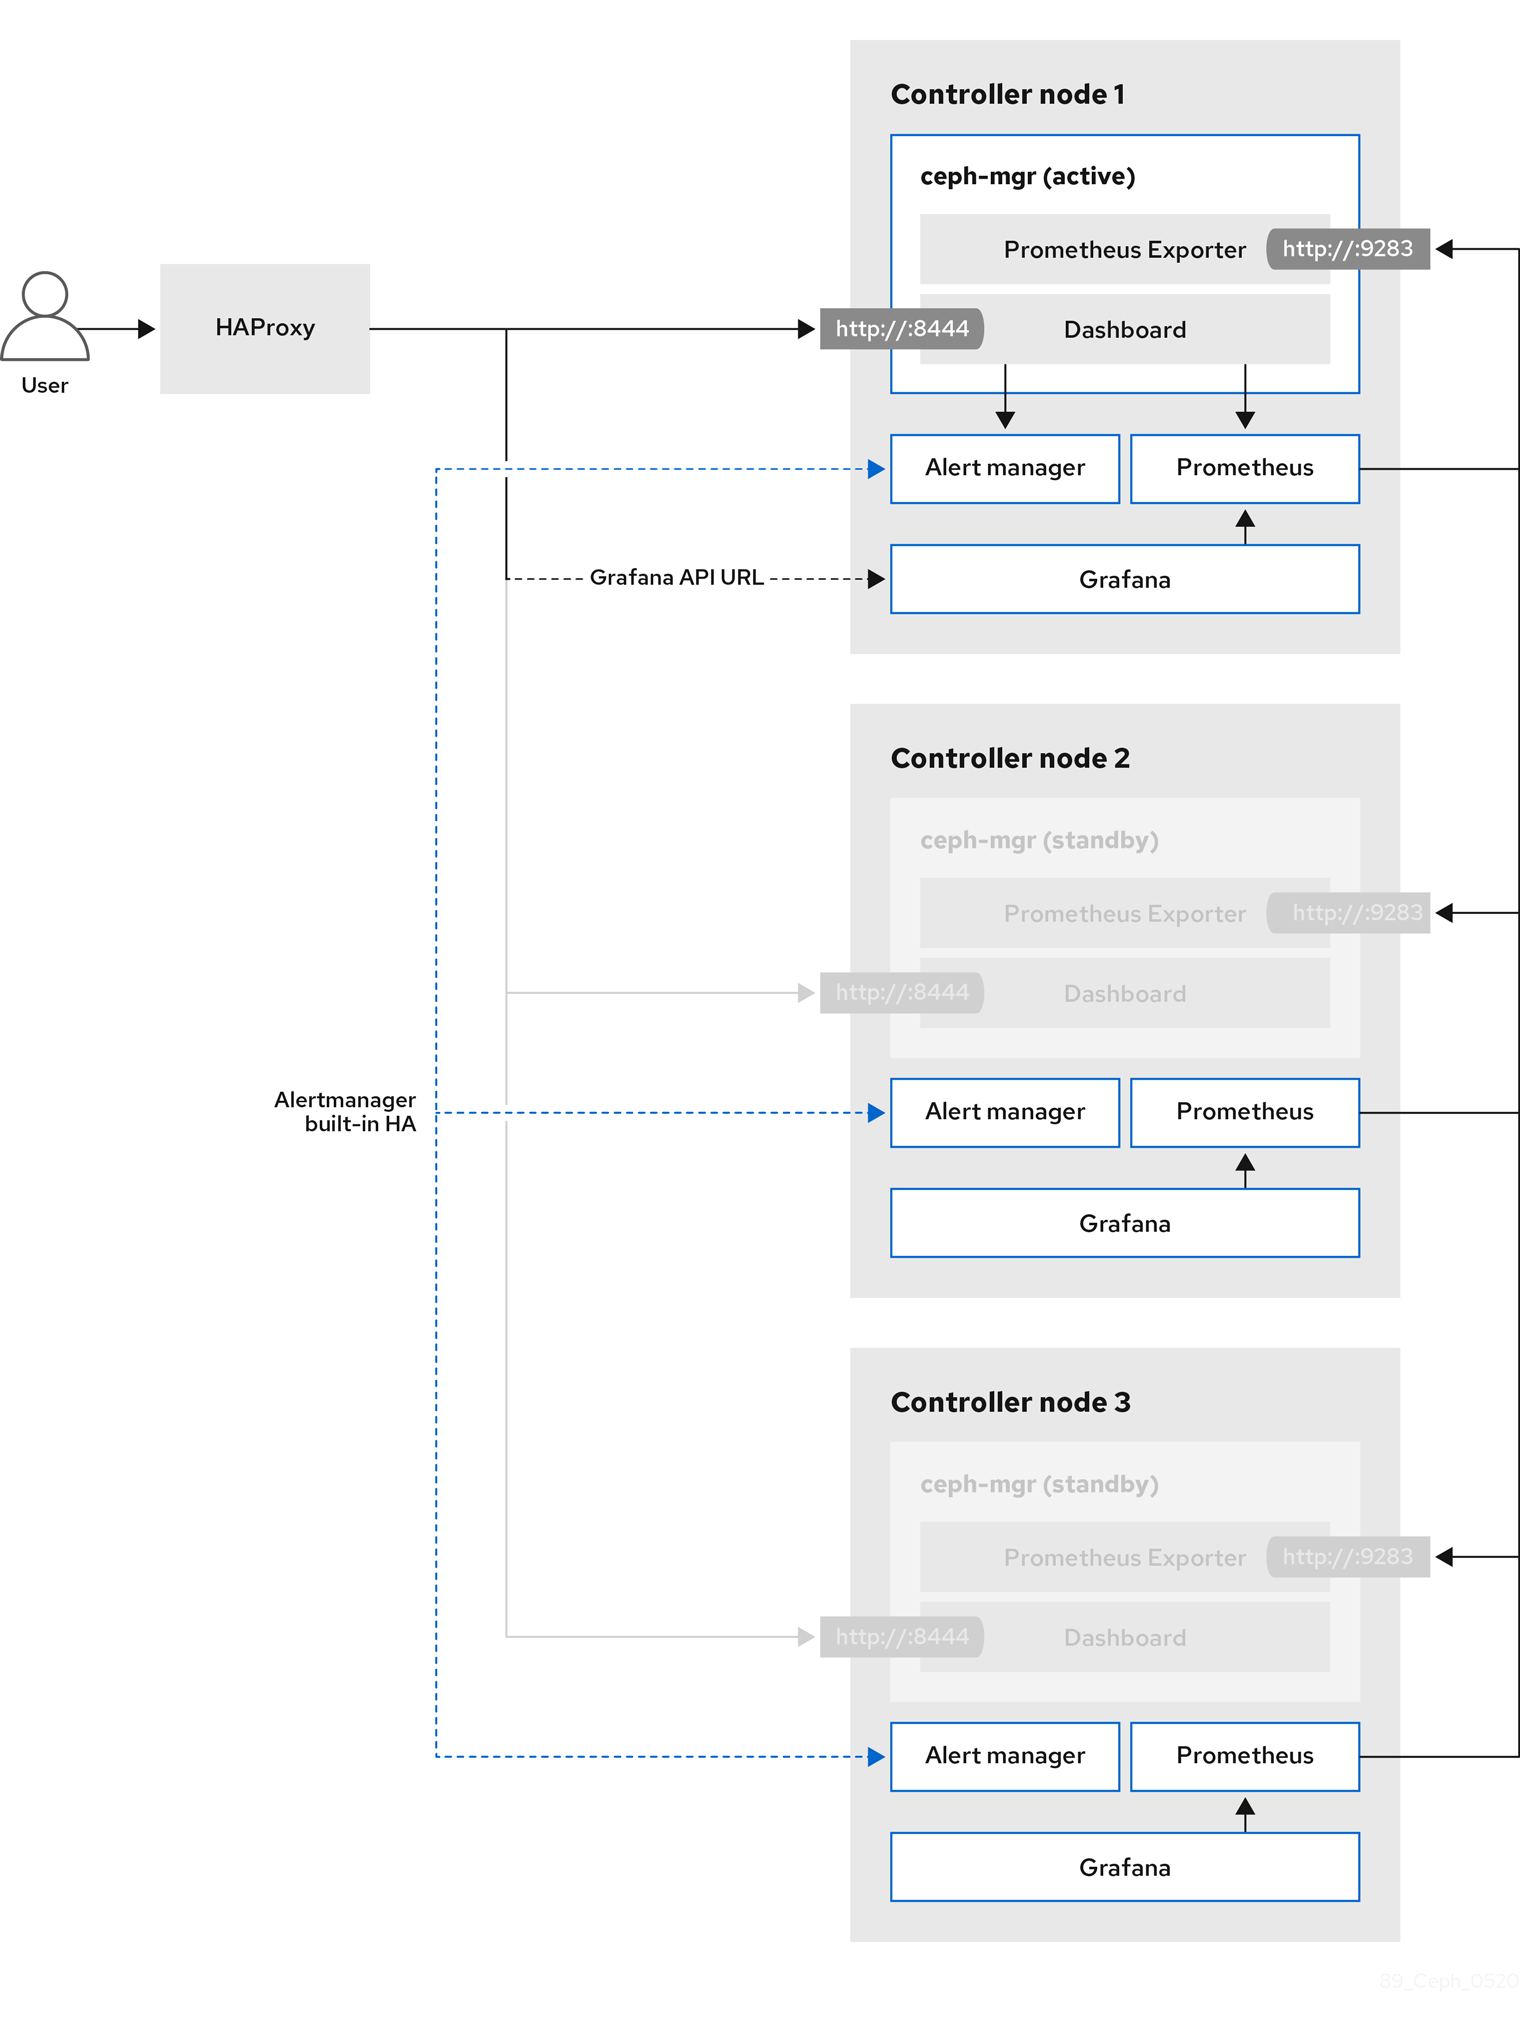 Controller node 1
ceph-mgr (active)
Prometheus Exporter
http://:9283
User
HAProxy
http://:8444
Dashboard
Alert manager
Prometheus
Grafana API URL
Grafana
Controller node 2
ceph-mgr (standby)
Prometheus Exporter
http://:9283
http://:8444
Dashboard
Alertmanager
built-in HA
Alert manager
Prometheus
Grafana
Controller node 3
ceph-mgr (standby)
Prometheus Exporter
http://:9283
http://:8444
Dashboard
Alert manager
Prometheus
Grafana
89_Ceph_0520